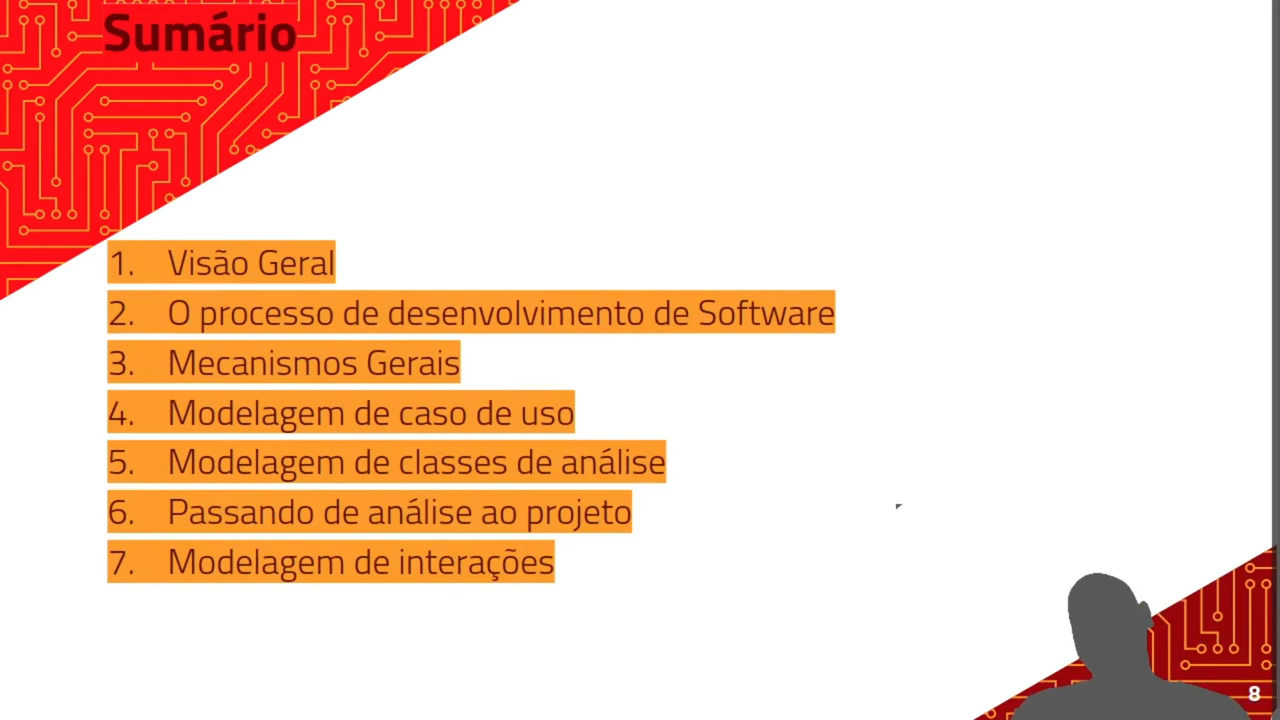 Sumário
1. Visão Geral
2. O processo de desenvolvimento de Software
3. Mecanismos Gerais
4. Modelagem de caso de uso
5. Modelagem de classes de análise
6. Passando de análise ao projeto
7. Modelagem de interações
8